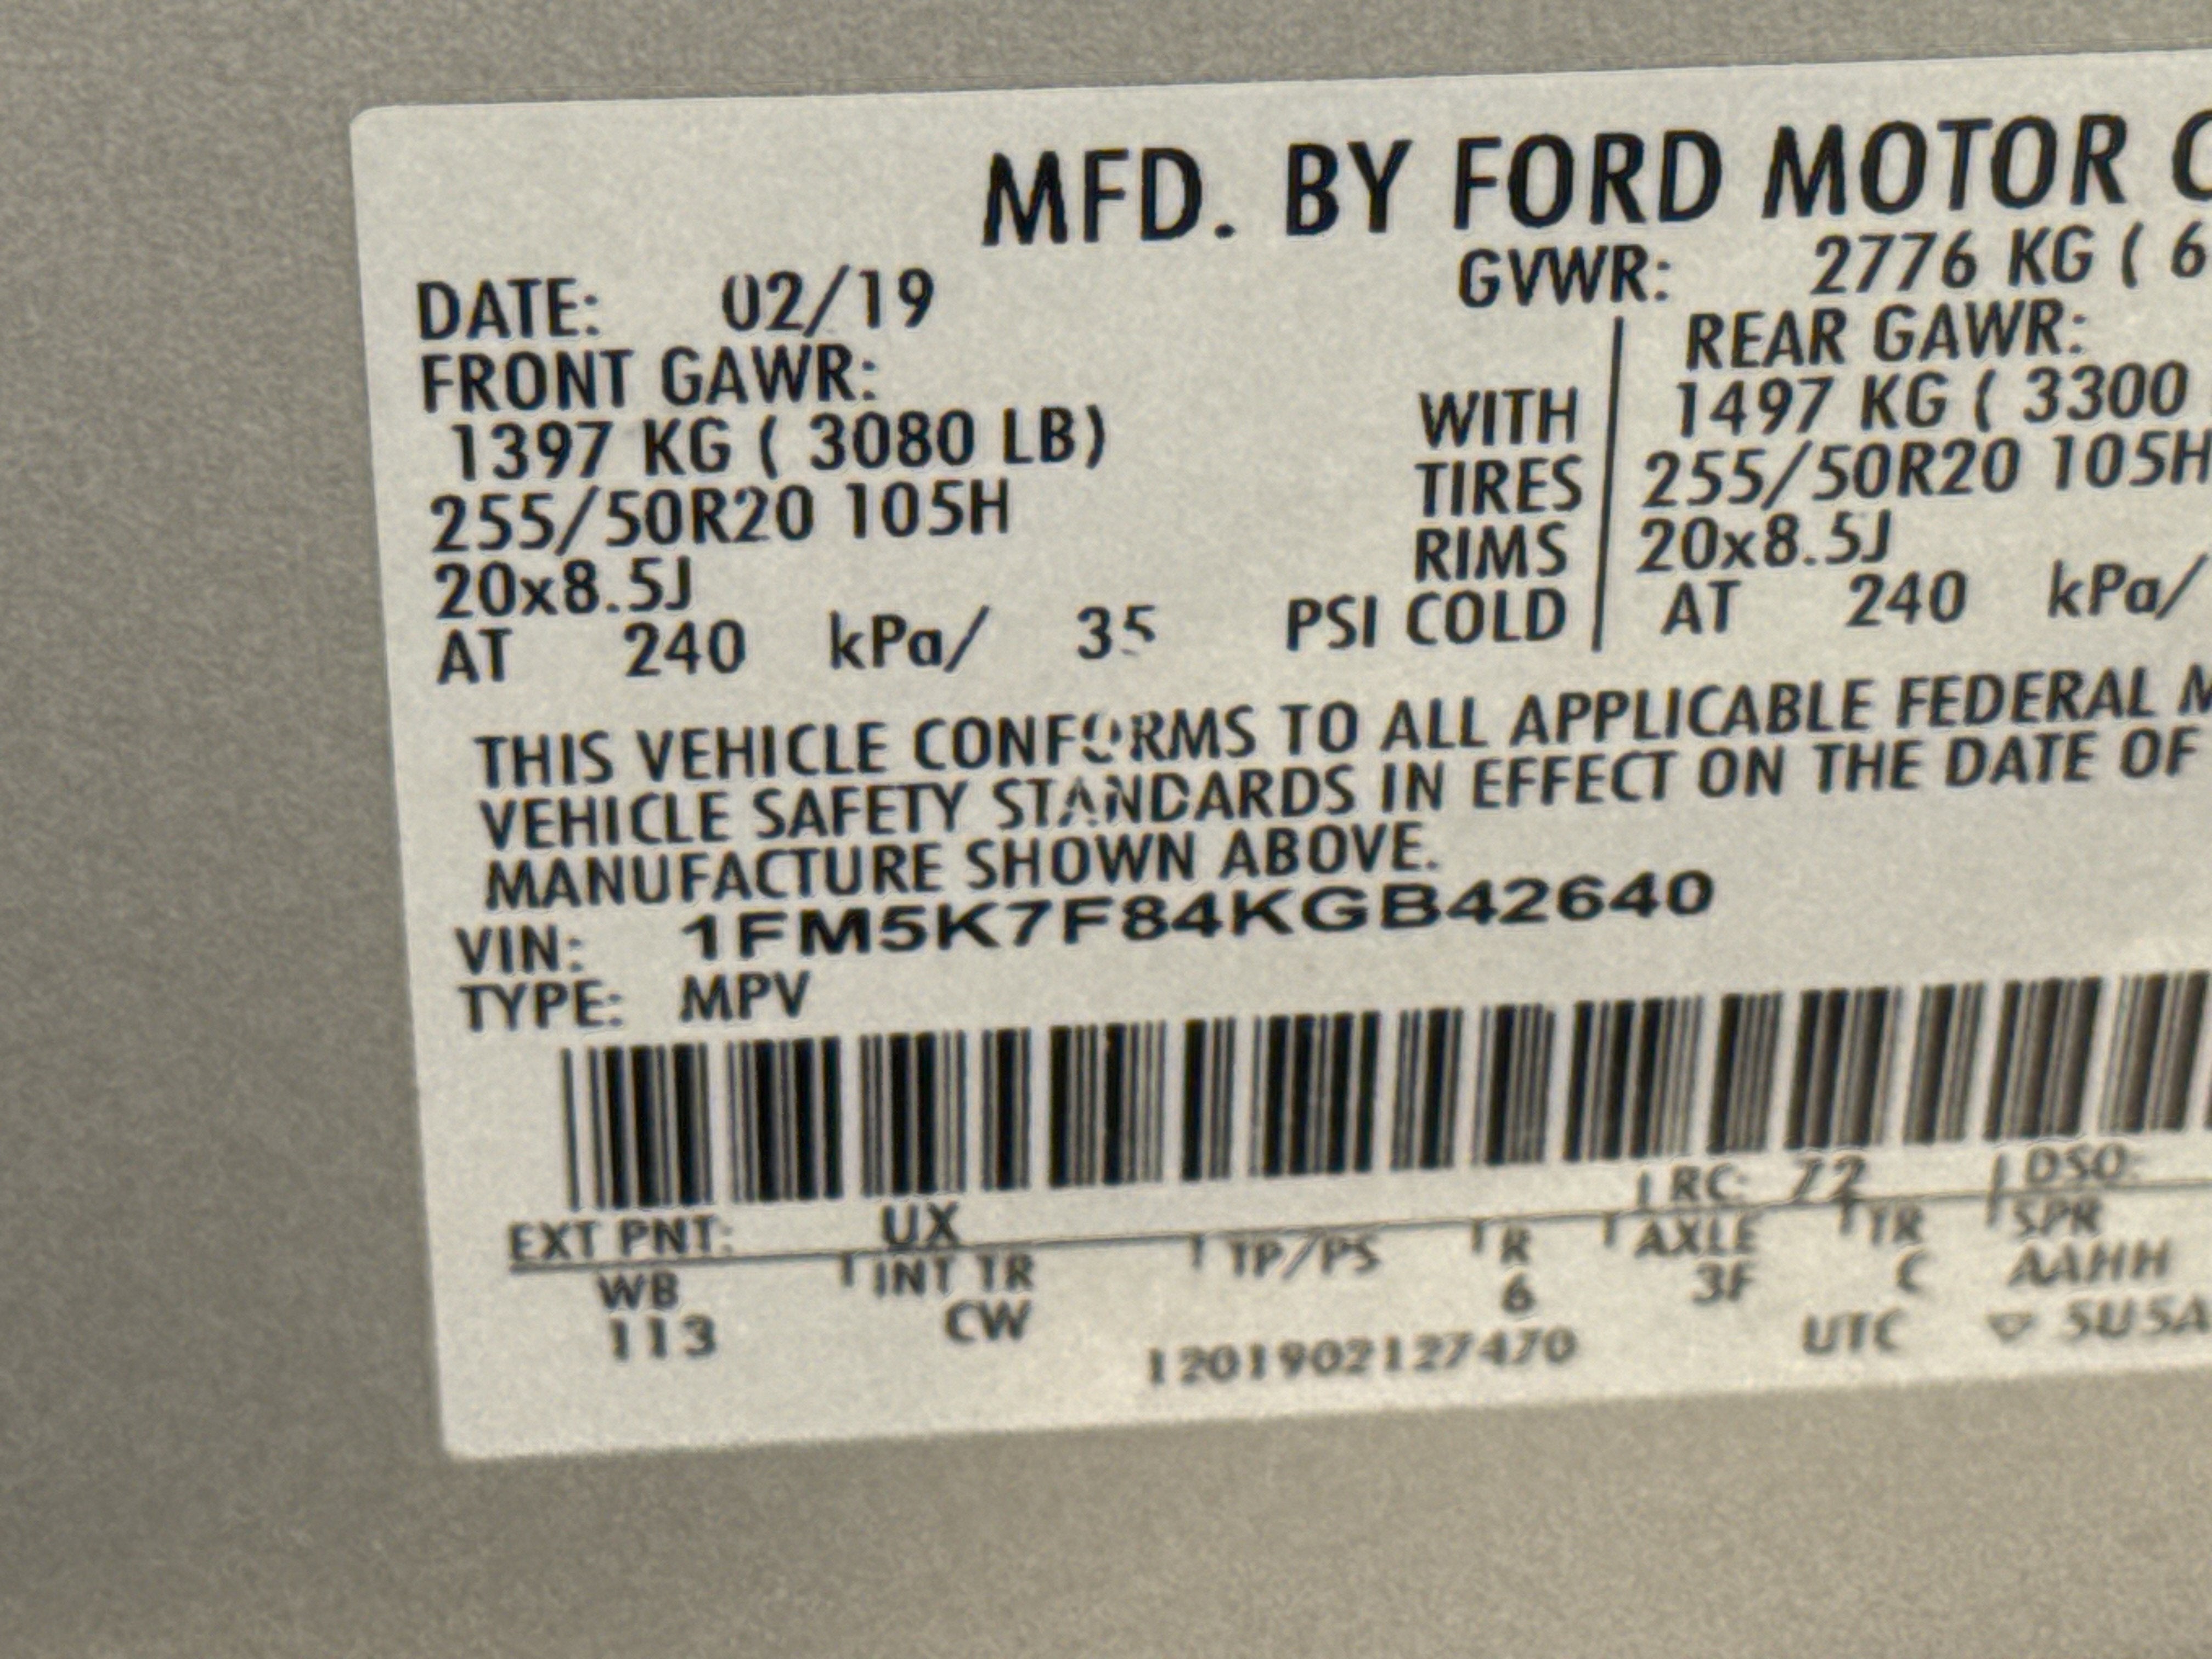 MFD. BY FORD MOTOR C
DATE: 02/19 GVWR: 2776 KG ( 6
FRONT GAWR: REAR GAWR:
1397 KG ( 3080 LB) WITH 1497 KG ( 3300
255/50R20 105H TIRES 255/50R20 105H
20x8.5J RIMS 20x8.5J
AT 240 kPa/ 35 PSI COLD AT 240 kPa/
THIS VEHICLE CONFORMS TO ALL APPLICABLE FEDERAL M
VEHICLE SAFETY STANDARDS IN EFFECT ON THE DATE OF
MANUFACTURE SHOWN ABOVE.
VIN: 1FM5K7F84KGB42640
TYPE: MPV
EXT PNT: UX RC: 72 DSO:
WB INT TR TP/PS R AXLE TR SPR
113 CW 6 3F C AAHH
1201902127470 UTC ▽ 5U5A